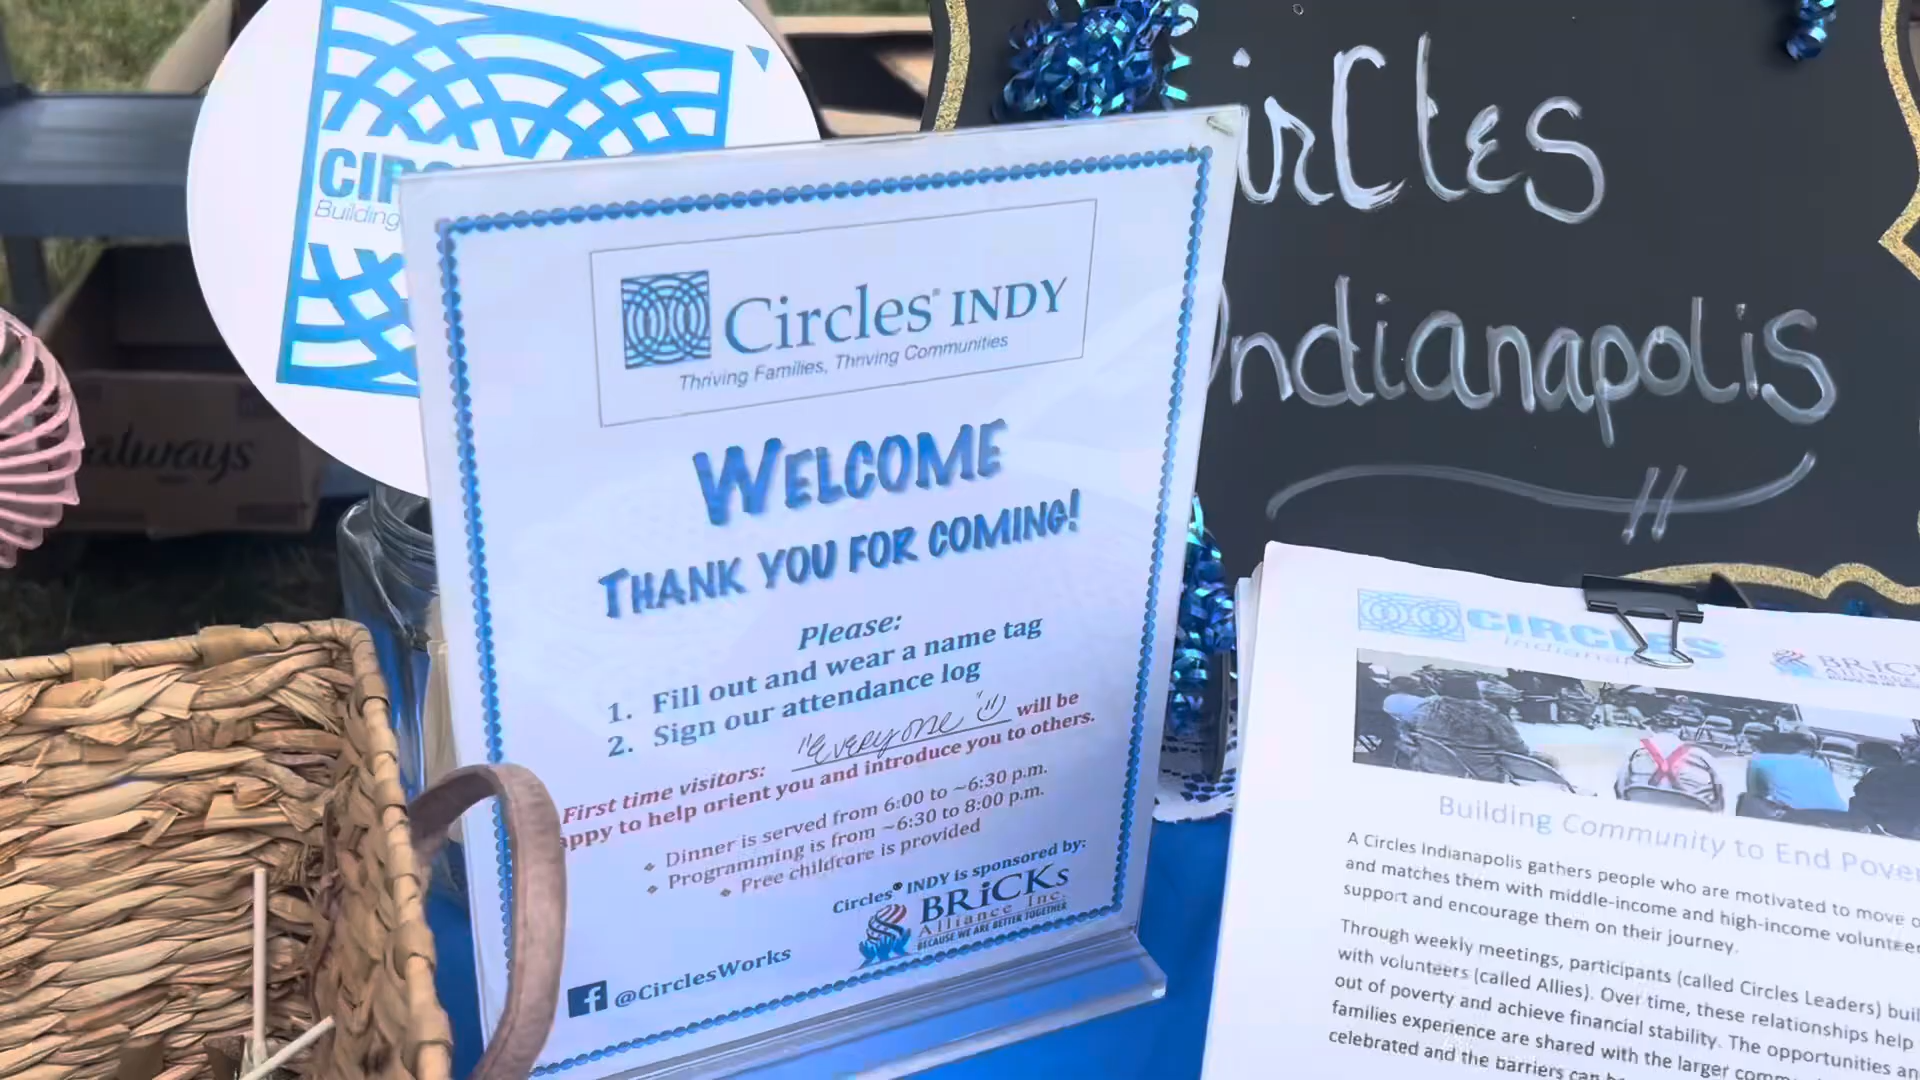 CIRC
Building
always
ircles
Indianapolis
Circles® INDY
Thriving Families, Thriving Communities
WELCOME
THANK YOU FOR COMING!
Please:
1. Fill out and wear a name tag
2. Sign our attendance log
First time visitors: "Everyone" will be
appy to help orient you and introduce you to others.
❖ Dinner is served from 6:00 to ~6:30 p.m.
❖ Programming is from ~6:30 to 8:00 p.m.
❖ Free childcare is provided
Circles® INDY is sponsored by:
BRiCKs
Alliance Inc.
BECAUSE WE ARE BETTER TOGETHER
f @CirclesWorks
CIRCLES
Indiana
BRiCK
Building Community to End Pover
A Circles Indianapolis gathers people who are motivated to move o
and matches them with middle-income and high-income volunteer
support and encourage them on their journey.
Through weekly meetings, participants (called Circles Leaders) buil
with volunteers (called Allies). Over time, these relationships help
out of poverty and achieve financial stability. The opportunities an
families experience are shared with the larger comm
celebrated and the barriers can